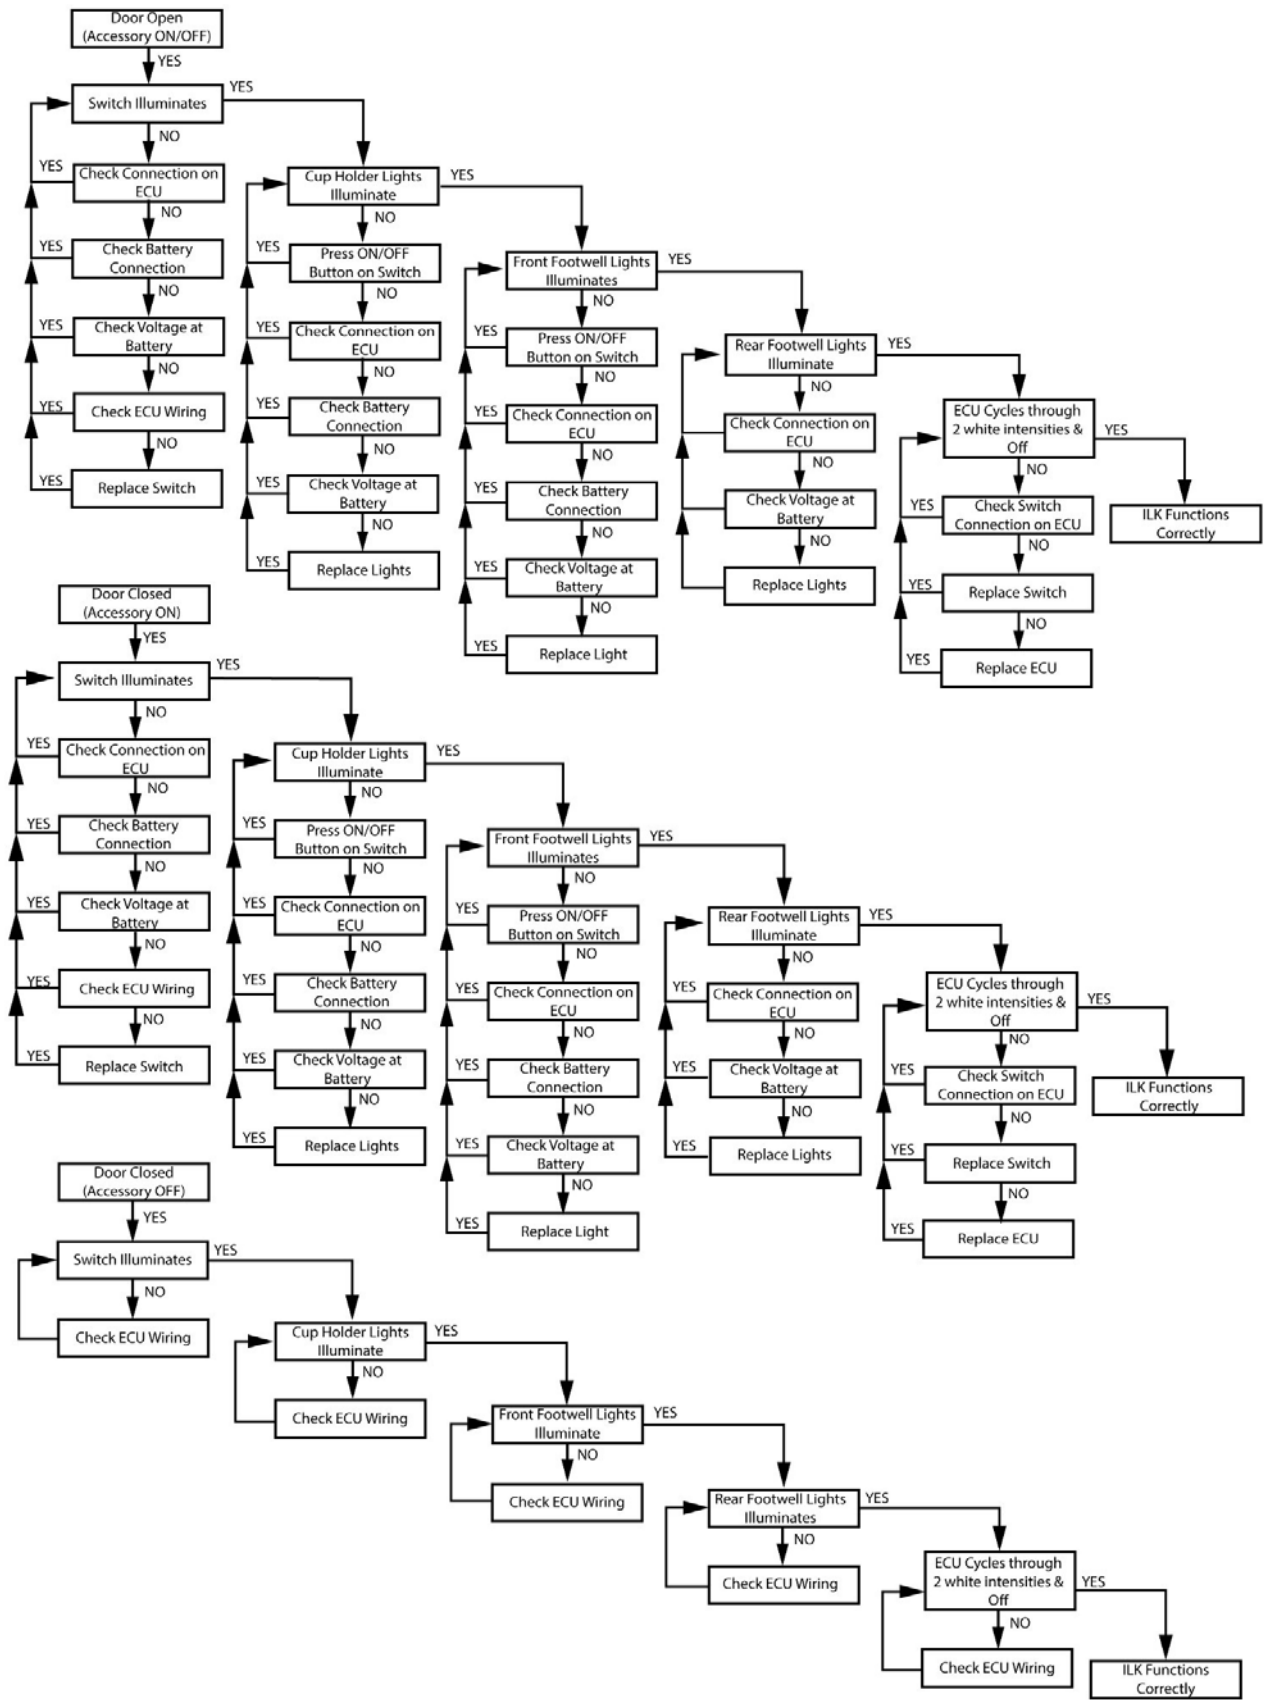 Door Open
(Accessory ON/OFF)
YES
Switch Illuminates
YES
NO
Check Connection on
ECU
YES
NO
Check Battery
Connection
YES
NO
Check Voltage at
Battery
YES
NO
Check ECU Wiring
YES
NO
Replace Switch
YES
Cup Holder Lights
Illuminate
YES
NO
Press ON/OFF
Button on Switch
YES
NO
Check Connection on
ECU
YES
NO
Check Battery
Connection
YES
NO
Check Voltage at
Battery
YES
NO
Replace Lights
YES
Front Footwell Lights
Illuminates
YES
NO
Press ON/OFF
Button on Switch
YES
NO
Check Connection on
ECU
YES
NO
Check Battery
Connection
YES
NO
Check Voltage at
Battery
YES
NO
Replace Light
YES
Rear Footwell Lights
Illuminate
YES
NO
Check Connection on
ECU
NO
Check Voltage at
Battery
NO
Replace Lights
ECU Cycles through
2 white intensities &
Off
YES
NO
Check Switch
Connection on ECU
YES
NO
Replace Switch
YES
NO
Replace ECU
YES
ILK Functions
Correctly
Door Closed
(Accessory ON)
YES
Switch Illuminates
YES
NO
Check Connection on
ECU
YES
NO
Check Battery
Connection
YES
NO
Check Voltage at
Battery
YES
NO
Check ECU Wiring
YES
NO
Replace Switch
YES
Cup Holder Lights
Illuminate
YES
NO
Press ON/OFF
Button on Switch
YES
NO
Check Connection on
ECU
YES
NO
Check Battery
Connection
YES
NO
Check Voltage at
Battery
YES
NO
Replace Lights
YES
Front Footwell Lights
Illuminates
YES
NO
Press ON/OFF
Button on Switch
YES
NO
Check Connection on
ECU
YES
NO
Check Battery
Connection
YES
NO
Check Voltage at
Battery
YES
NO
Replace Light
YES
Rear Footwell Lights
Illuminate
YES
NO
Check Connection on
ECU
YES
NO
Check Voltage at
Battery
YES
NO
Replace Lights
YES
ECU Cycles through
2 white intensities &
Off
YES
NO
Check Switch
Connection on ECU
YES
NO
Replace Switch
YES
NO
Replace ECU
YES
ILK Functions
Correctly
Door Closed
(Accessory OFF)
YES
Switch Illuminates
YES
NO
Check ECU Wiring
Cup Holder Lights
Illuminate
YES
NO
Check ECU Wiring
Front Footwell Lights
Illuminate
YES
NO
Check ECU Wiring
Rear Footwell Lights
Illuminates
YES
NO
Check ECU Wiring
ECU Cycles through
2 white intensities &
Off
YES
NO
Check ECU Wiring
ILK Functions
Correctly